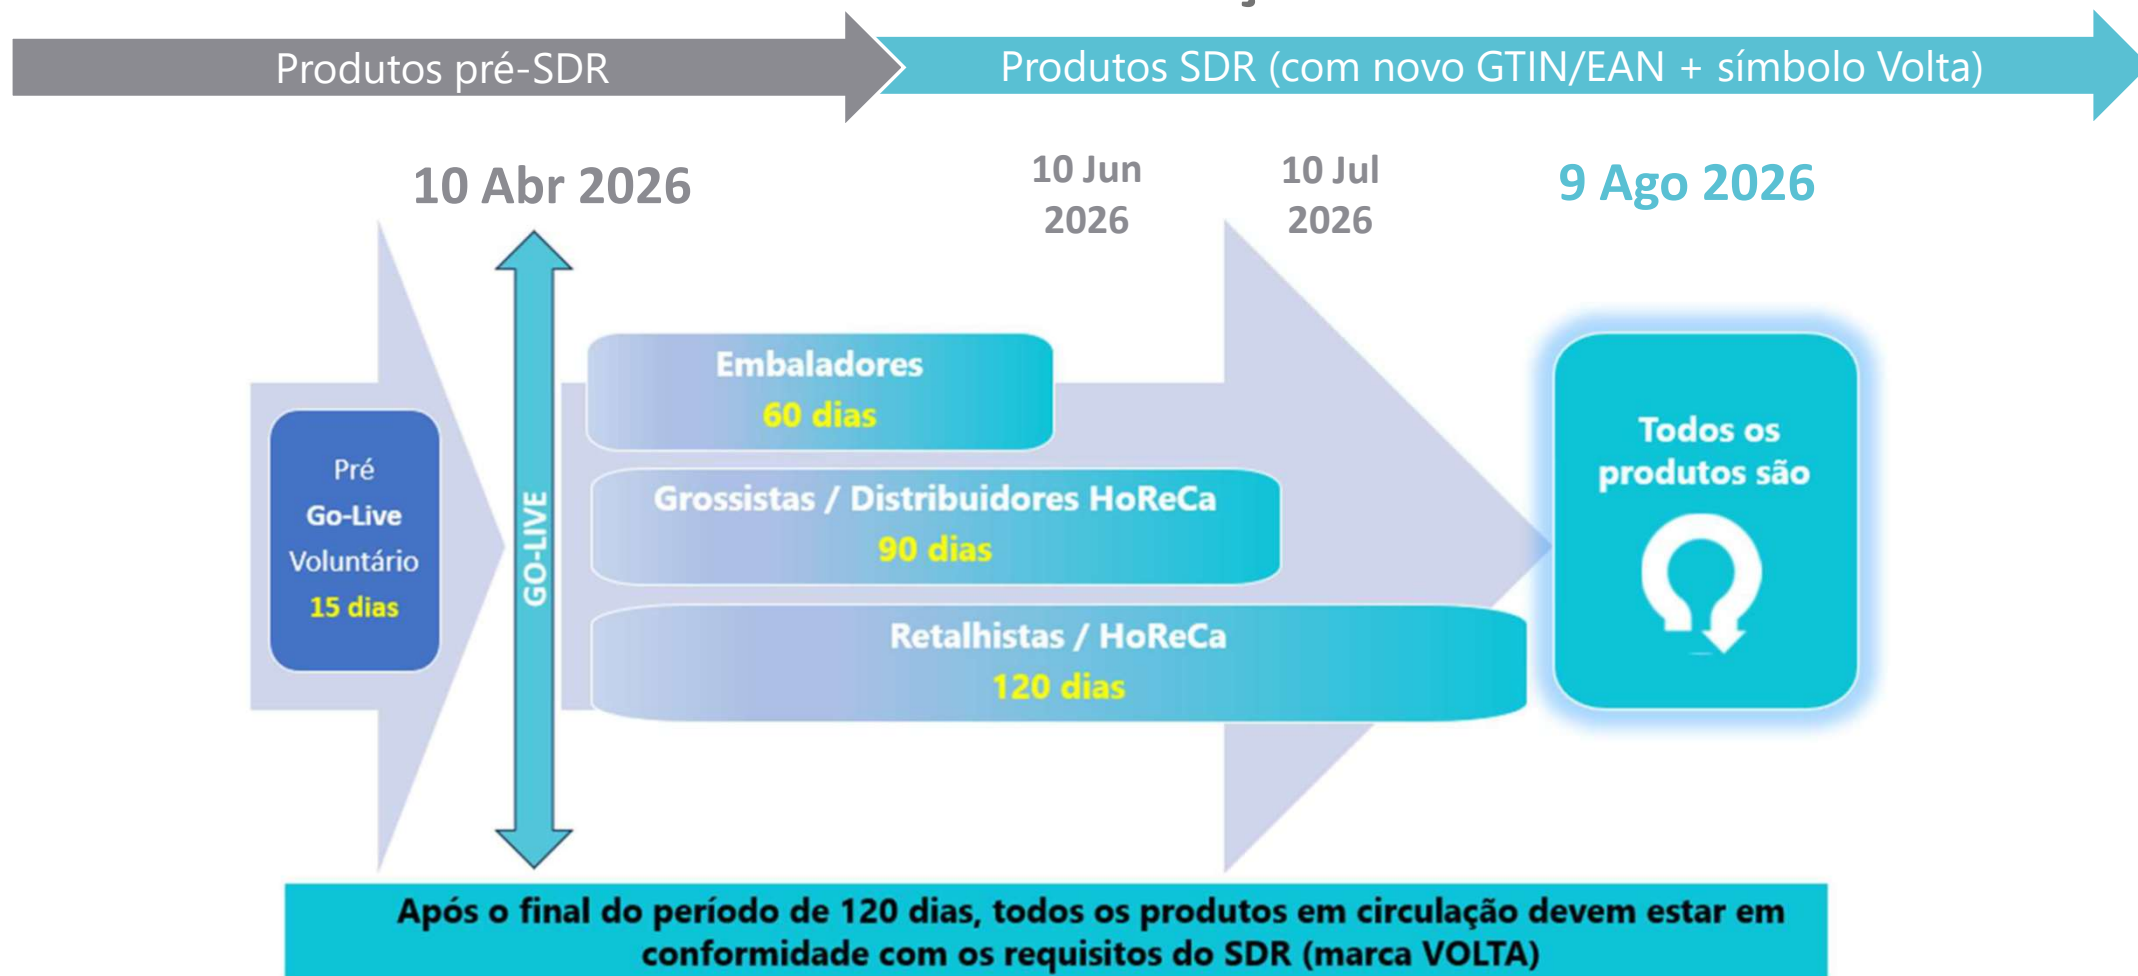 Produtos pré-SDR
Produtos SDR (com novo GTIN/EAN + símbolo Volta)
10 Abr 2026
10 Jun
2026
10 Jul
2026
9 Ago 2026
Embaladores
60 dias
Pré
Go-Live
Voluntário
15 dias
GO-LIVE
Grossistas / Distribuidores HoReCa
90 dias
Retalhistas / HoReCa
120 dias
Todos os
produtos são
Após o final do período de 120 dias, todos os produtos em circulação devem estar em
conformidade com os requisitos do SDR (marca VOLTA)